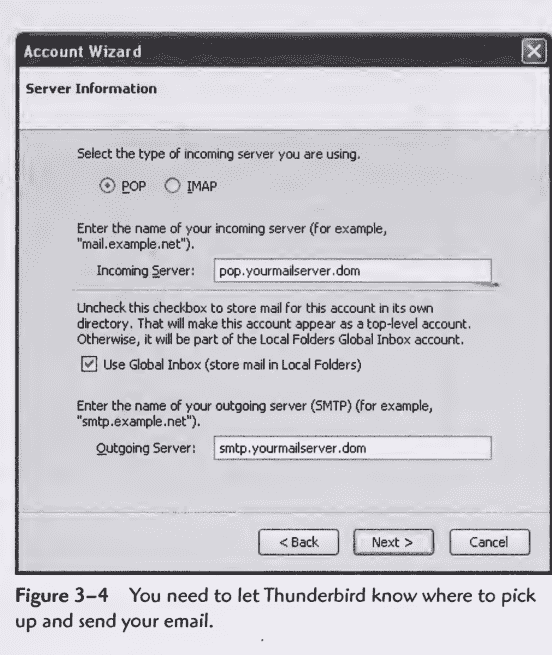 Account Wizard
Server Information
Select the type of incoming server you are using.
POP IMAP
Enter the name of your incoming server (for example,
"mail.example.net").
Incoming Server: pop.yourmailserver.dom
Uncheck this checkbox to store mail for this account in its own
directory. That will make this account appear as a top-level account.
Otherwise, it will be part of the Local Folders Global Inbox account.
Use Global Inbox (store mail in Local Folders)
Enter the name of your outgoing server (SMTP) (for example,
"smtp.example.net").
Outgoing Server: smtp.yourmailserver.dom
< Back Next > Cancel
Figure 3–4 You need to let Thunderbird know where to pick
up and send your email.